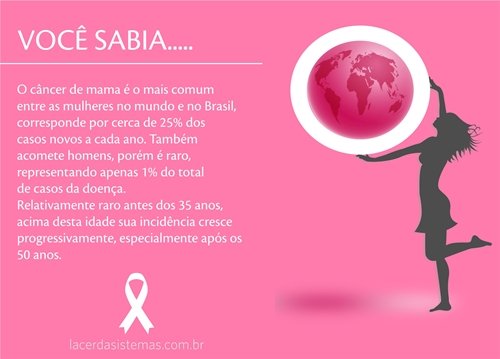 VOCÊ SABIA.....
O câncer de mama é o mais comum
entre as mulheres no mundo e no Brasil,
corresponde por cerca de 25% dos
casos novos a cada ano. Também
acomete homens, porém é raro,
representando apenas 1% do total
de casos da doença.
Relativamente raro antes dos 35 anos,
acima desta idade sua incidência cresce
progressivamente, especialmente após os
50 anos.
lacerdasistemas.com.br